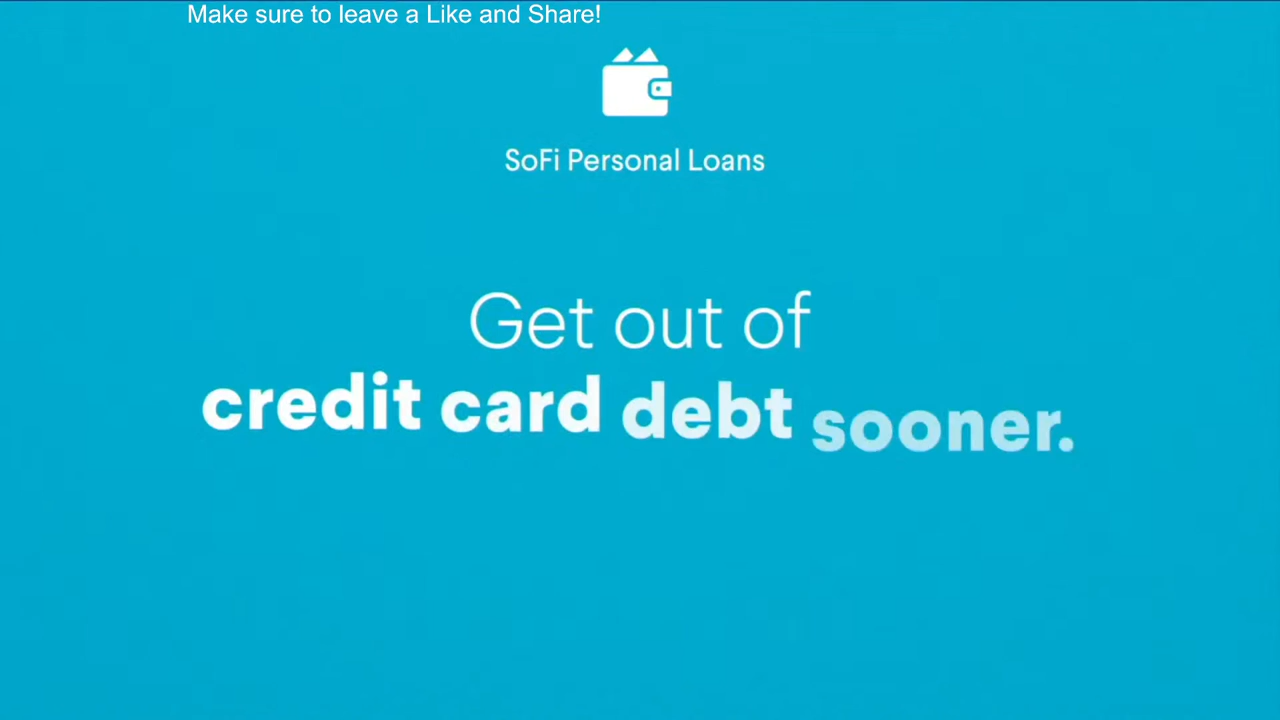 Make sure to leave a Like and Share!
SoFi Personal Loans
Get out of
credit card debt sooner.